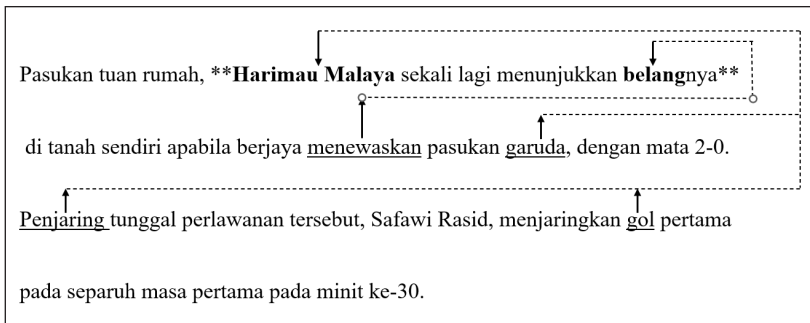 Pasukan tuan rumah, **Harimau Malaya sekali lagi menunjukkan belangnya**
di tanah sendiri apabila berjaya menewaskan pasukan garuda, dengan mata 2-0.
Penjaring tunggal perlawanan tersebut, Safawi Rasid, menjaringkan gol pertama
pada separuh masa pertama pada minit ke-30.